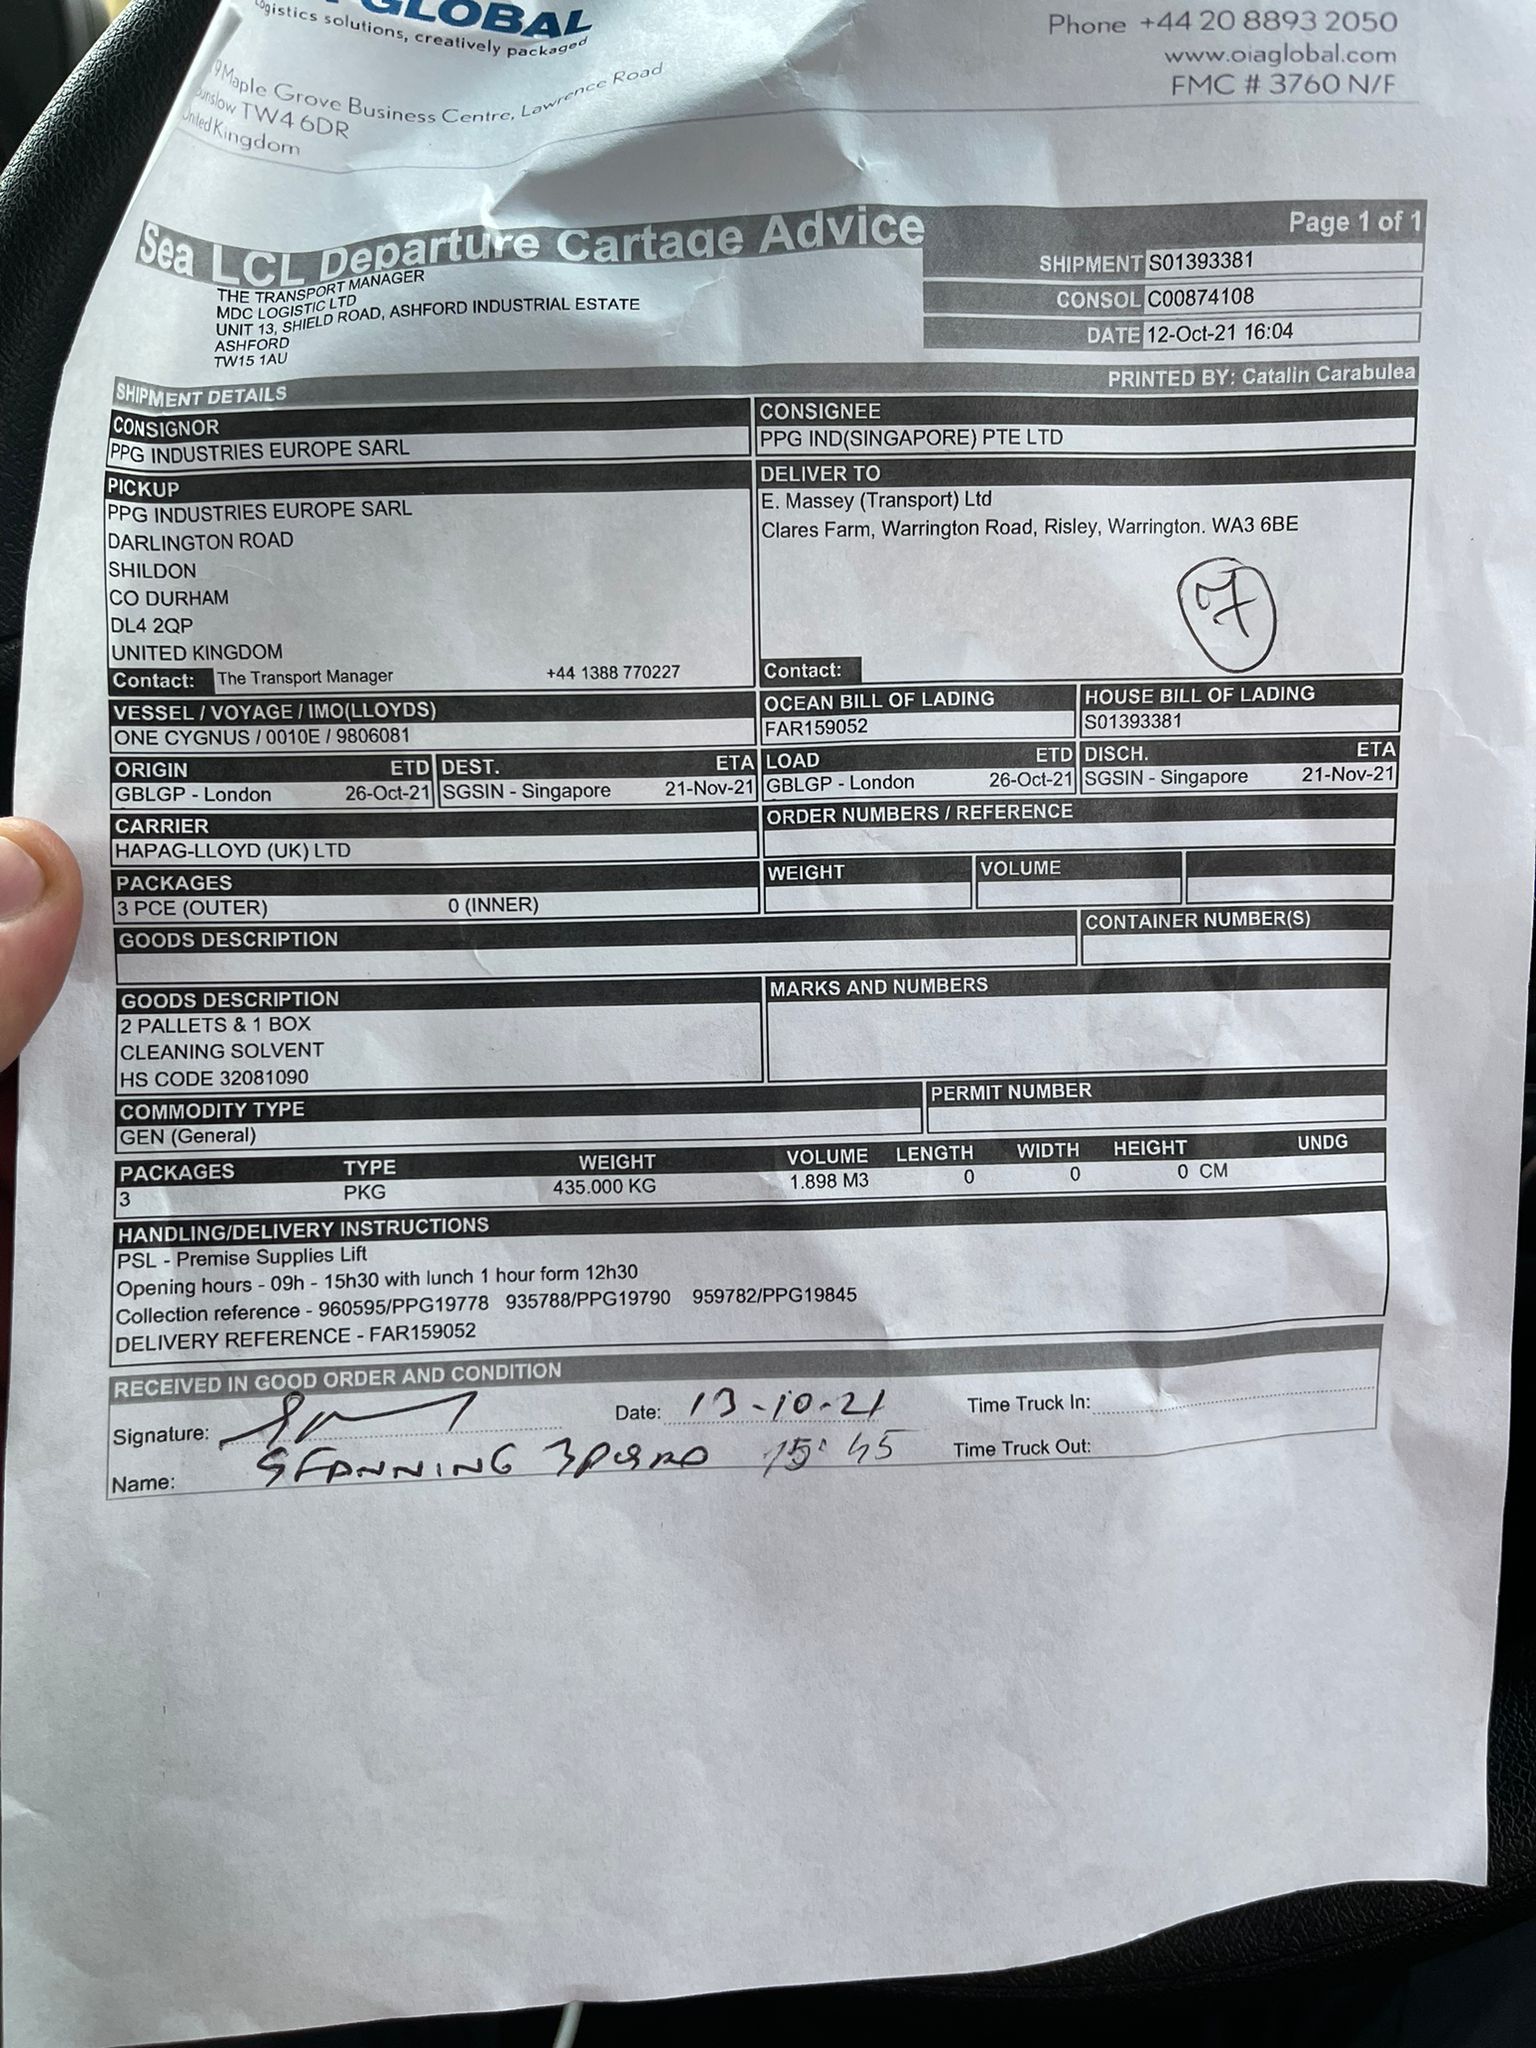 GLOBAL
Logistics solutions, creatively packaged
Maple Grove Business Centre, Lawrence Road
TW4 6DR
United Kingdom
Phone +44 20 8893 2050
www.oiaglobal.com
FMC # 3760 N/F
Sea LCL Departure Cartage Advice
Page 1 of 1
THE TRANSPORT MANAGER
MDC LOGISTIC LTD
UNIT 13, SHIELD ROAD, ASHFORD INDUSTRIAL ESTATE
ASHFORD
TW15 1AU
SHIPMENT S01393381
CONSOL C00874108
DATE 12-Oct-21 16:04
SHIPMENT DETAILS PRINTED BY: Catalin Carabulea
CONSIGNOR
PPG INDUSTRIES EUROPE SARL
CONSIGNEE
PPG IND(SINGAPORE) PTE LTD
PICKUP
PPG INDUSTRIES EUROPE SARL
DARLINGTON ROAD
SHILDON
CO DURHAM
DL4 2QP
UNITED KINGDOM
Contact: The Transport Manager +44 1388 770227
DELIVER TO
E. Massey (Transport) Ltd
Clares Farm, Warrington Road, Risley, Warrington. WA3 6BE
7
Contact:
VESSEL / VOYAGE / IMO(LLOYDS)
ONE CYGNUS / 0010E / 9806081
OCEAN BILL OF LADING
FAR159052
HOUSE BILL OF LADING
S01393381
ORIGIN ETD DEST. ETA LOAD ETD DISCH. ETA
GBLGP - London 26-Oct-21 SGSIN - Singapore 21-Nov-21 GBLGP - London 26-Oct-21 SGSIN - Singapore 21-Nov-21
CARRIER
HAPAG-LLOYD (UK) LTD
ORDER NUMBERS / REFERENCE
PACKAGES
3 PCE (OUTER) 0 (INNER)
WEIGHT VOLUME
GOODS DESCRIPTION
CONTAINER NUMBER(S)
GOODS DESCRIPTION
2 PALLETS & 1 BOX
CLEANING SOLVENT
HS CODE 32081090
MARKS AND NUMBERS
COMMODITY TYPE
GEN (General)
PERMIT NUMBER
PACKAGES TYPE WEIGHT VOLUME LENGTH WIDTH HEIGHT UNDG
3 PKG 435.000 KG 1.898 M3 0 0 0 CM
HANDLING/DELIVERY INSTRUCTIONS
PSL - Premise Supplies Lift
Opening hours - 09h - 15h30 with lunch 1 hour form 12h30
Collection reference - 960595/PPG19778 935788/PPG19790 959782/PPG19845
DELIVERY REFERENCE - FAR159052
RECEIVED IN GOOD ORDER AND CONDITION
Signature: Date: 13-10-21 Time Truck In:
Name: 15:45 Time Truck Out: